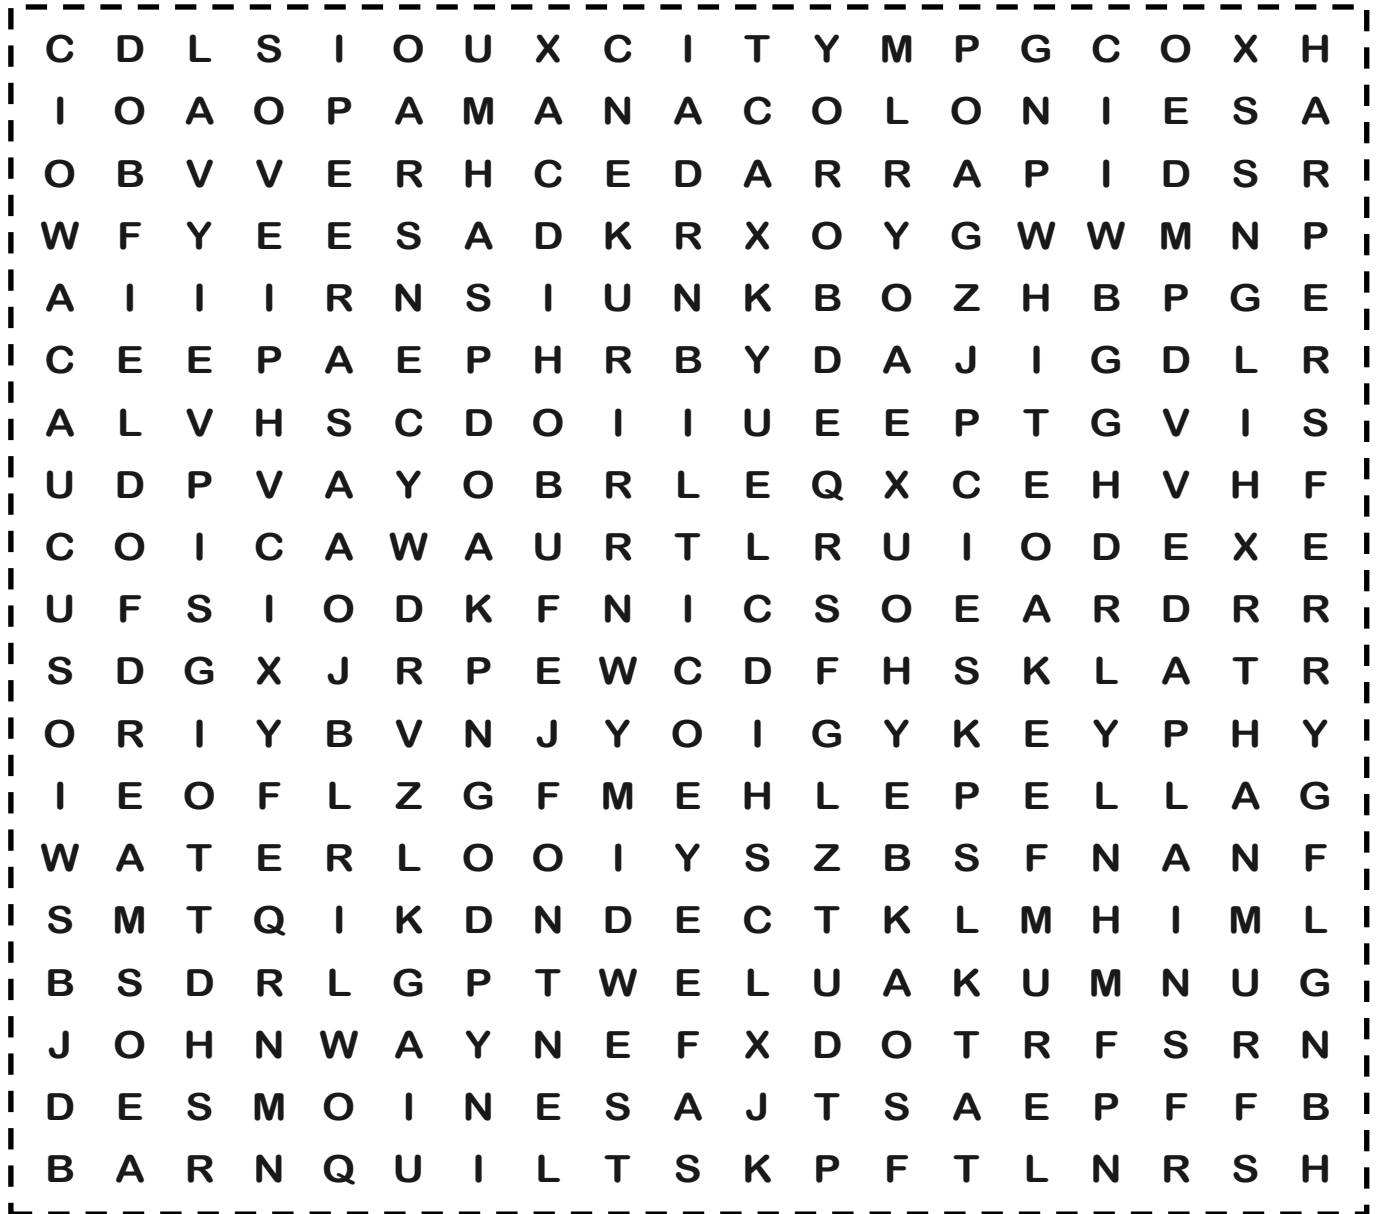 C D L S I O U X C I T Y M P G C O X H
I O A O P A M A N A C O L O N I E S A
O B V V E R H C E D A R R A P I D S R
W F Y E E S A D K R X O Y G W W M N P
A I I I R N S I U N K B O Z H B P G E
C E E P A E P H R B Y D A J I G D L R
A L V H S C D O I I U E E P T G V I S
U D P V A Y O B R L E Q X C E H V H F
C O I C A W A U R T L R U I O D E X E
U F S I O D K F N I C S O E A R D R R
S D G X J R P E W C D F H S K L A T R
O R I Y B V N J Y O I G Y K E Y P H Y
I E O F L Z G F M E H L E P E L L A G
W A T E R L O O I Y S Z B S F N A N F
S M T Q I K D N D E C T K L M H I M L
B S D R L G P T W E L U A K U M N U G
J O H N W A Y N E F X D O T R F S R N
D E S M O I N E S A J T S A E P F F B
B A R N Q U I L T S K P F T L N R S H